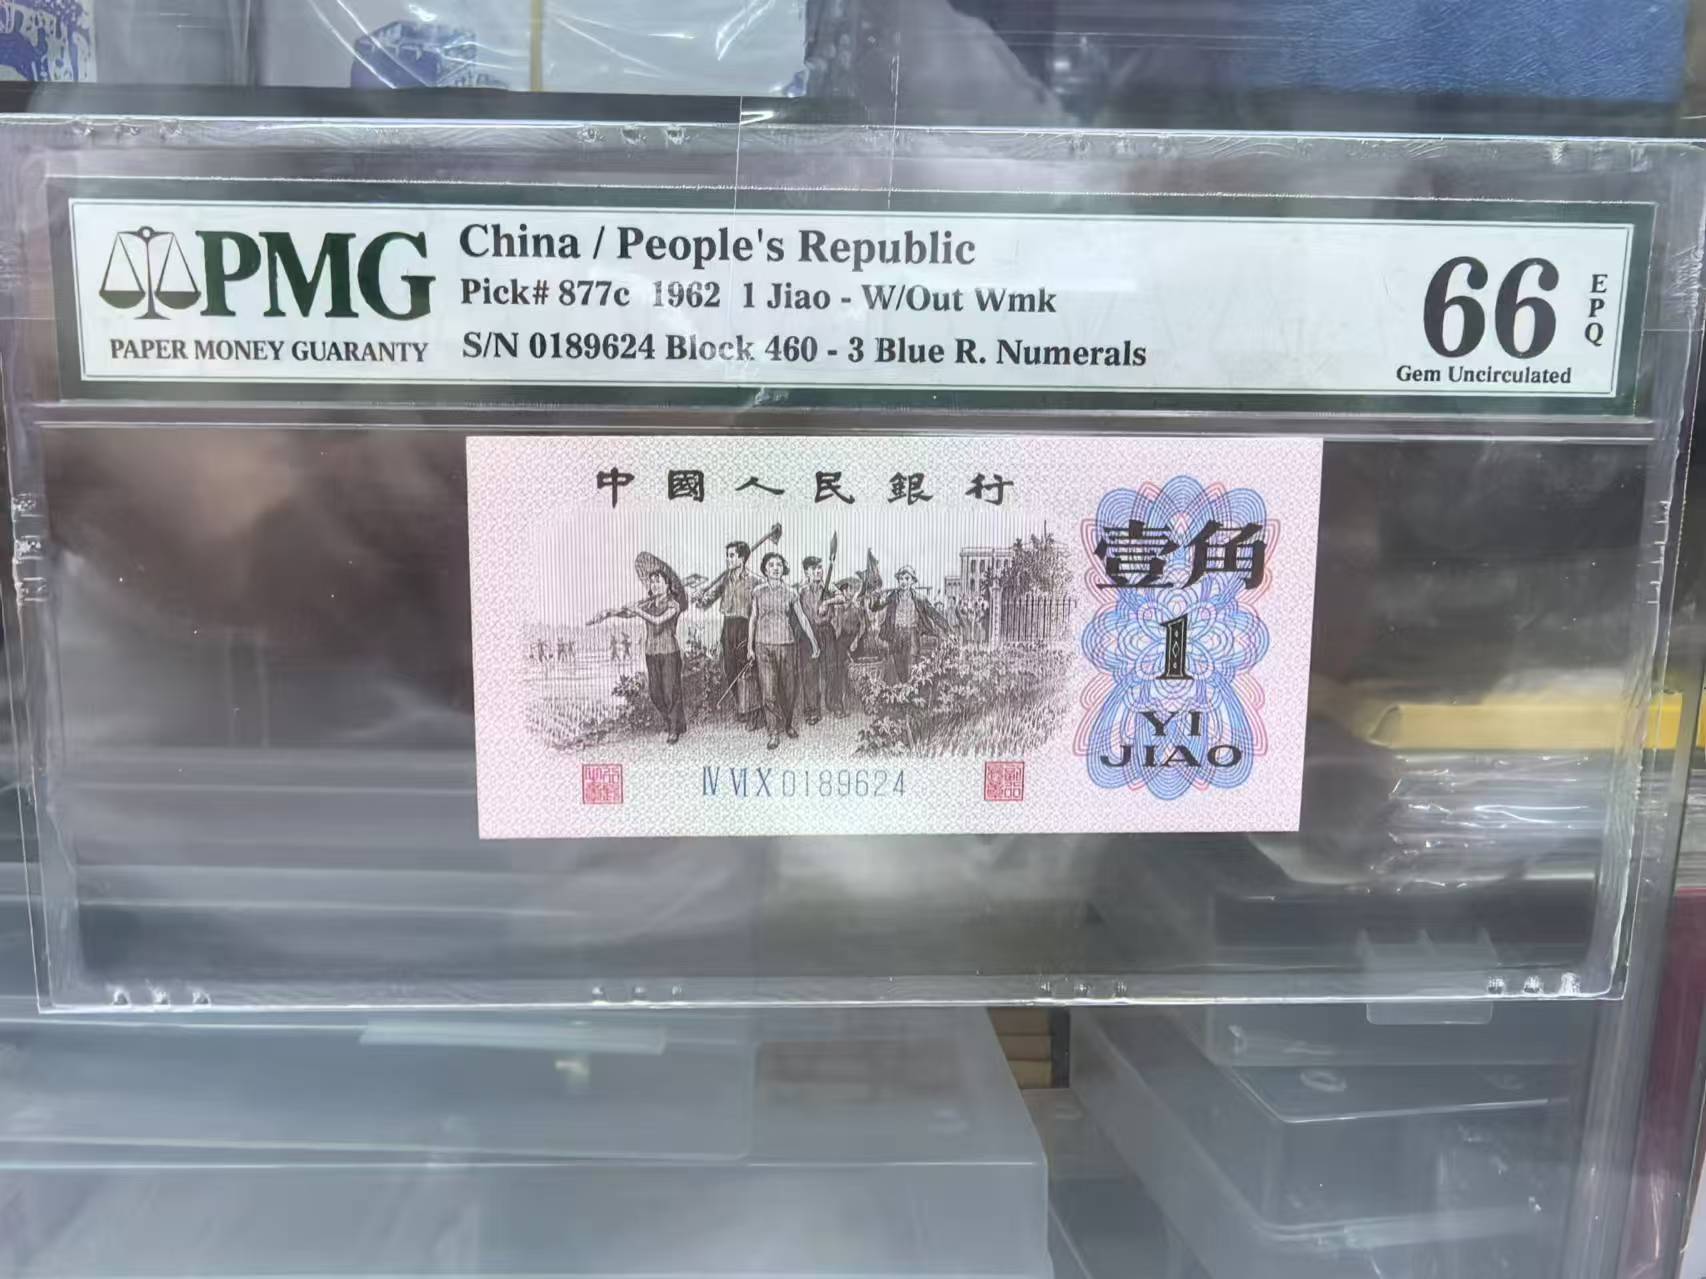 PMG
PAPER MONEY GUARANTY
China / People's Republic
Pick# 877c 1962 1 Jiao - W/Out Wmk
S/N 0189624 Block 460 - 3 Blue R. Numerals
66
EPQ
Gem Uncirculated
中國人民銀行
壹角
1
YI
JIAO
IV VI X 0189624